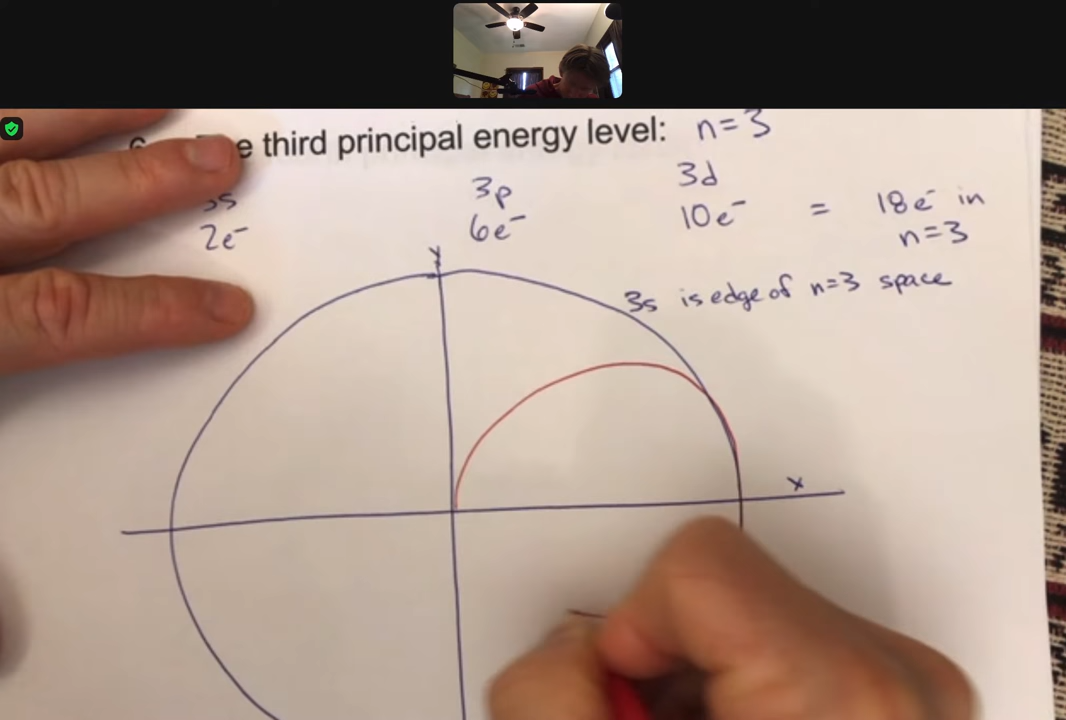 third principal energy level: n=3
3s 3p 3d
2e⁻ 6e⁻ 10e⁻ = 18e⁻ in
n=3
y
3s is edge of n=3 space
x